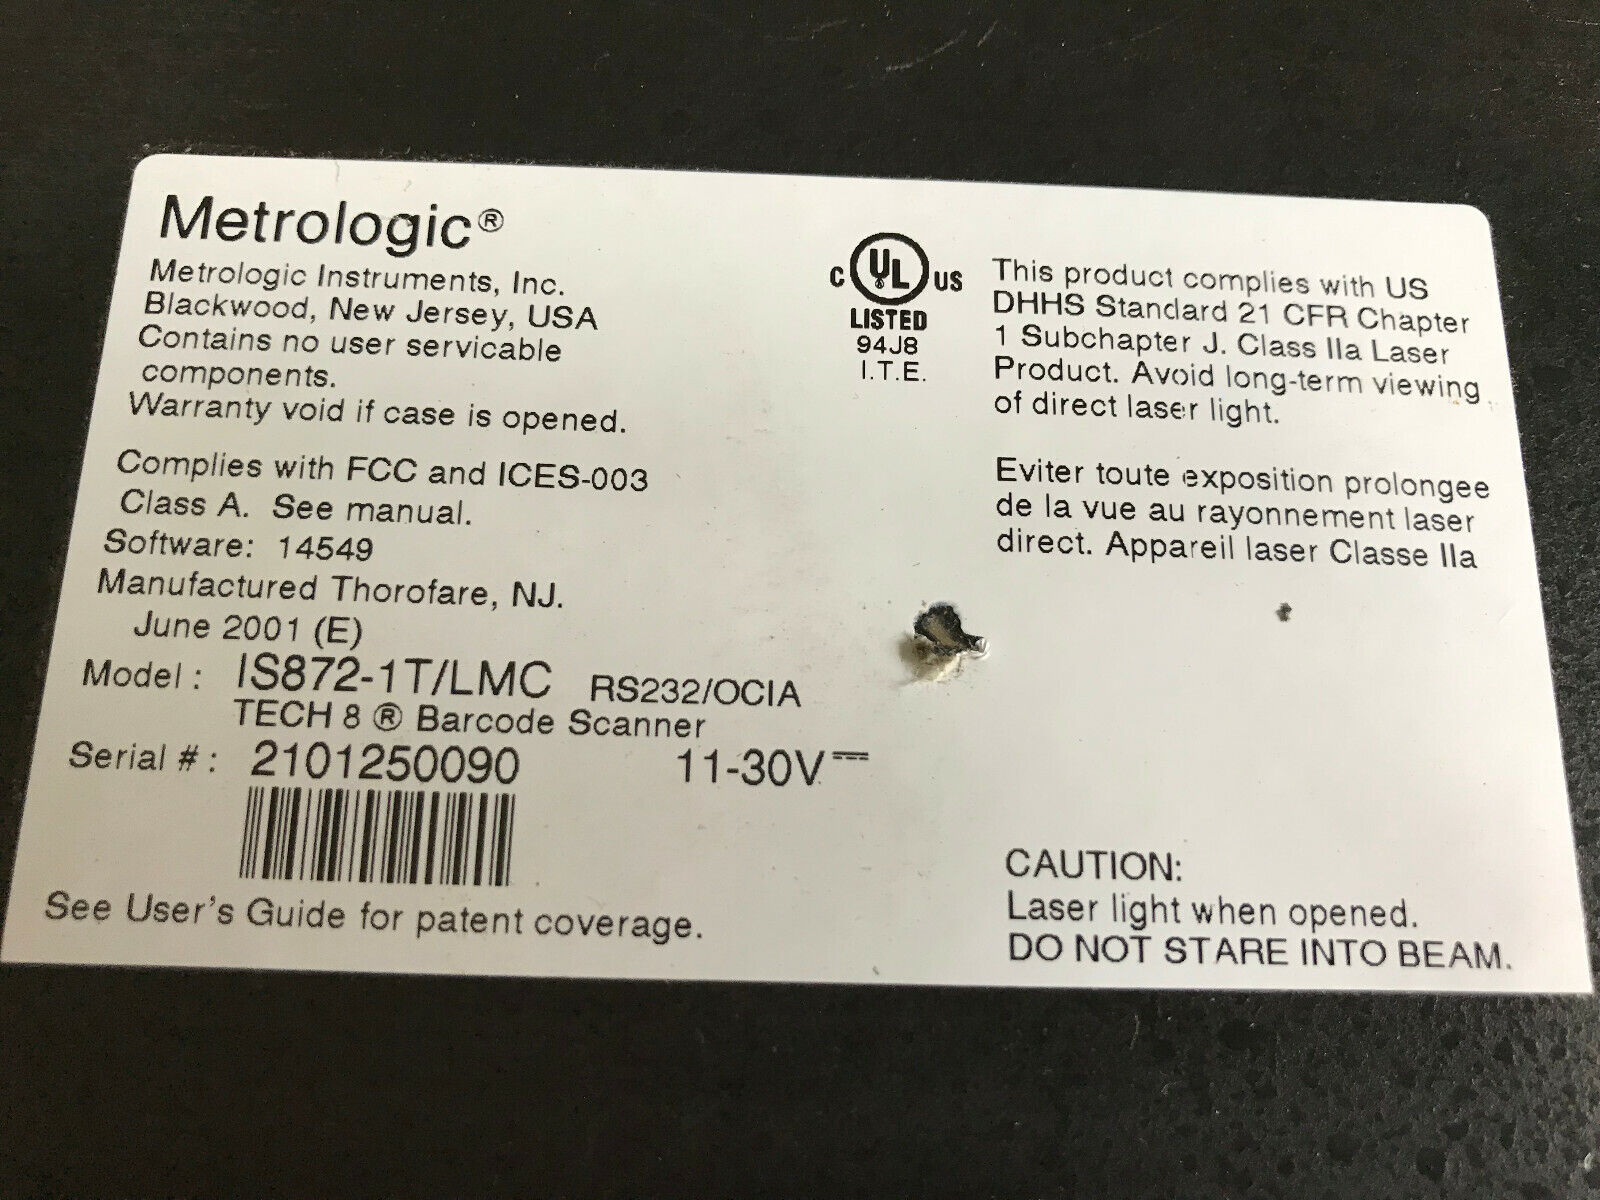 Metrologic®
Metrologic Instruments, Inc.
Blackwood, New Jersey, USA
Contains no user servicable
components.
Warranty void if case is opened.
Complies with FCC and ICES-003
Class A. See manual.
Software: 14549
Manufactured Thorofare, NJ.
June 2001 (E)
Model: IS872-1T/LMC RS232/OCIA
TECH 8 ® Barcode Scanner
Serial #: 2101250090 11-30V⎓
See User's Guide for patent coverage.
C UL US
LISTED
94J8
I.T.E.
This product complies with US
DHHS Standard 21 CFR Chapter
1 Subchapter J. Class IIa Laser
Product. Avoid long-term viewing
of direct laser light.
Eviter toute exposition prolongee
de la vue au rayonnement laser
direct. Appareil laser Classe IIa
CAUTION:
Laser light when opened.
DO NOT STARE INTO BEAM.